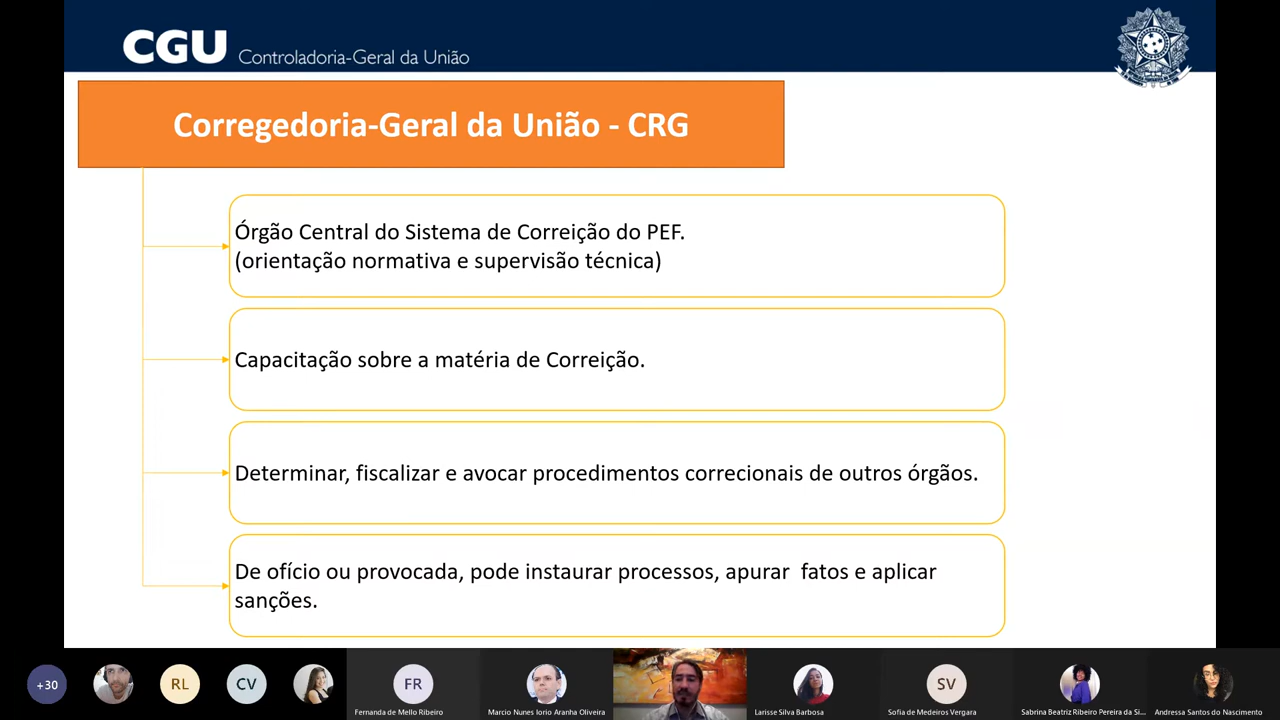 CGU Controladoria-Geral da União
Corregedoria-Geral da União - CRG
Órgão Central do Sistema de Correição do PEF.
(orientação normativa e supervisão técnica)
Capacitação sobre a matéria de Correição.
Determinar, fiscalizar e avocar procedimentos correcionais de outros órgãos.
De ofício ou provocada, pode instaurar processos, apurar fatos e aplicar
sanções.
+30
RL
CV
FR
SV
Fernanda de Mello Ribeiro
Marcio Nunes Iorio Aranha Oliveira
Larisse Silva Barbosa
Sofia de Medeiros Vergara
Sabrina Beatriz Ribeiro Pereira da Si...
Andressa Santos do Nascimento